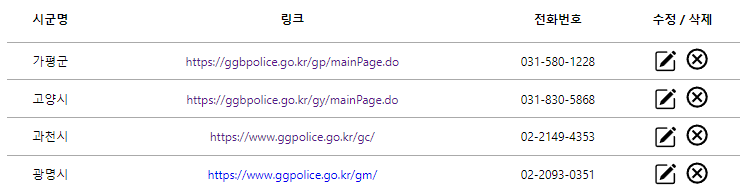 시군명 링크 전화번호 수정 / 삭제
가평군 https://ggbpolice.go.kr/gp/mainPage.do 031-580-1228
고양시 https://ggbpolice.go.kr/gy/mainPage.do 031-830-5868
과천시 https://www.ggpolice.go.kr/gc/ 02-2149-4353
광명시 https://www.ggpolice.go.kr/gm/ 02-2093-0351